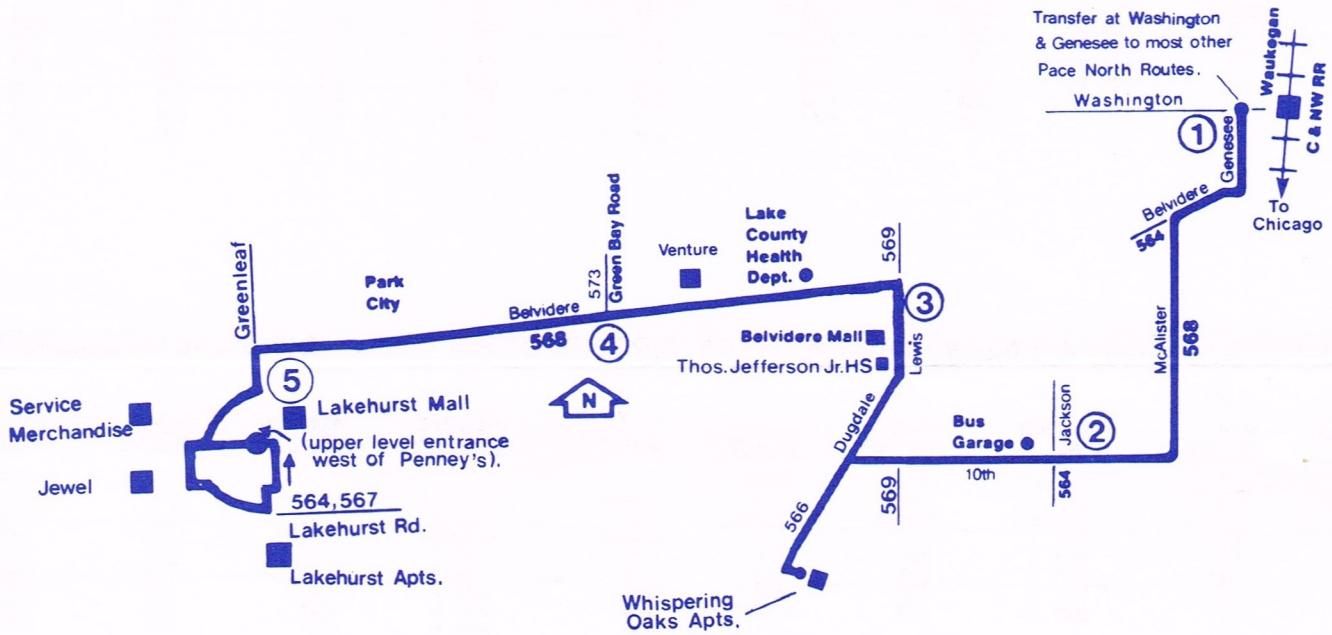 Transfer at Washington
& Genesee to most other
Pace North Routes.
Washington
Waukegan
C & NW RR
1
Genesee
To
Chicago
Belvidere
564
McAlister
568
Lake
County
Health
Dept.
569
Venture
573
Green Bay Road
Park
City
Greenleaf
Belvidere
568
4
3
Lewis
Belvidere Mall
Thos. Jefferson Jr. HS
N
5
Lakehurst Mall
(upper level entrance
west of Penney's).
Service
Merchandise
Jewel
564, 567
Lakehurst Rd.
Lakehurst Apts.
Dugdale
Bus
Garage
Jackson
2
10th
564
569
566
Whispering
Oaks Apts.